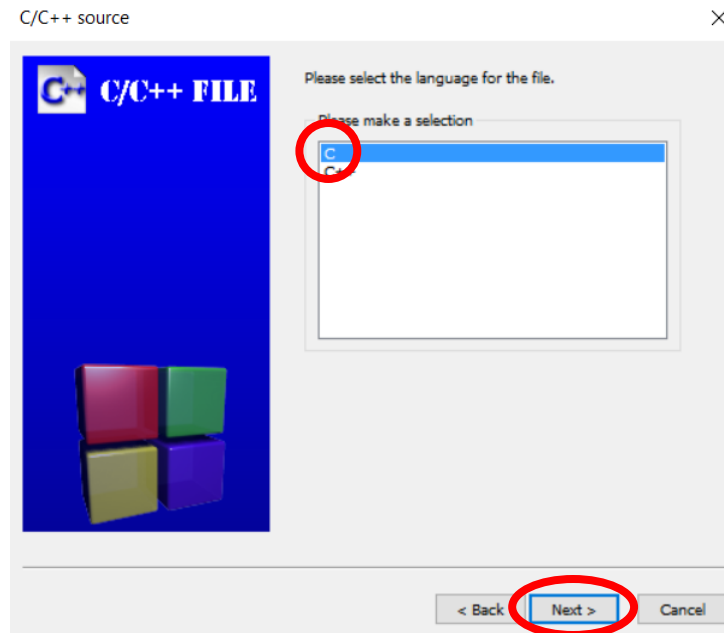 C/C++ source
C++
C/C++ FILE
Please select the language for the file.
Please make a selection
C
C++
< Back
Next >
Cancel